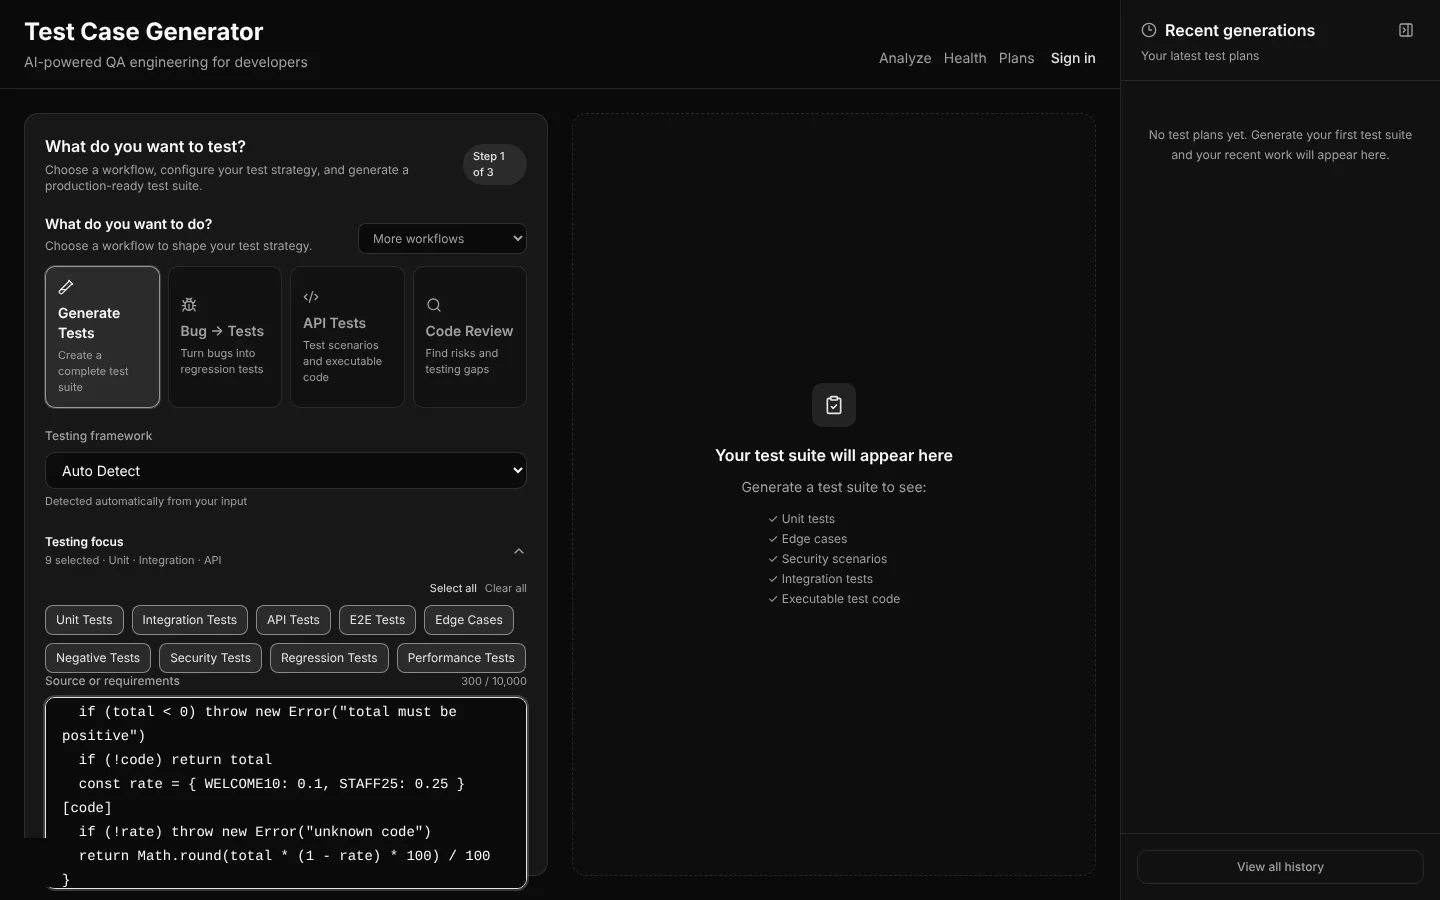 Test Case Generator
AI-powered QA engineering for developers
Analyze
Health
Plans
Sign in
What do you want to test?
Choose a workflow, configure your test strategy, and generate a
production-ready test suite.
Step 1
of 3
What do you want to do?
Choose a workflow to shape your test strategy.
More workflows
Generate
Tests
Create a
complete test
suite
Bug → Tests
Turn bugs into
regression tests
API Tests
Test scenarios
and executable
code
Code Review
Find risks and
testing gaps
Testing framework
Auto Detect
Detected automatically from your input
Testing focus
9 selected · Unit · Integration · API
Select all
Clear all
Unit Tests
Integration Tests
API Tests
E2E Tests
Edge Cases
Negative Tests
Security Tests
Regression Tests
Performance Tests
Source or requirements
300 / 10,000
if (total < 0) throw new Error("total must be
positive")
if (!code) return total
const rate = { WELCOME10: 0.1, STAFF25: 0.25 }
[code]
if (!rate) throw new Error("unknown code")
return Math.round(total * (1 - rate) * 100) / 100
}
Your test suite will appear here
Generate a test suite to see:
✓ Unit tests
✓ Edge cases
✓ Security scenarios
✓ Integration tests
✓ Executable test code
Recent generations
Your latest test plans
No test plans yet. Generate your first test suite
and your recent work will appear here.
View all history